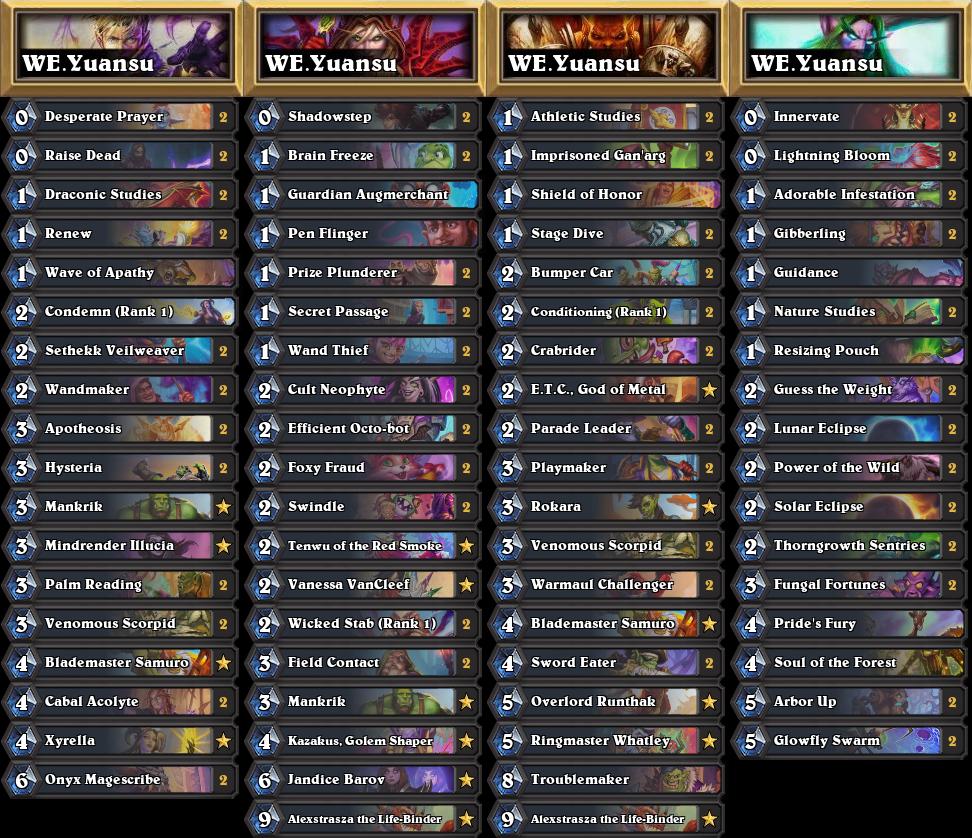 WE.Yuansu
0 Desperate Prayer 2
0 Raise Dead 2
1 Draconic Studies 2
1 Renew 2
1 Wave of Apathy
2 Condemn (Rank 1)
2 Sethekk Veilweaver 2
2 Wandmaker 2
3 Apotheosis 2
3 Hysteria 2
3 Mankrik
3 Mindrender Illucia
3 Palm Reading 2
3 Venomous Scorpid 2
4 Blademaster Samuro
4 Cabal Acolyte 2
4 Xyrella
6 Onyx Magescribe 2
WE.Yuansu
0 Shadowstep 2
1 Brain Freeze 2
1 Guardian Augmerchant
1 Pen Flinger
1 Prize Plunderer 2
1 Secret Passage 2
1 Wand Thief 2
2 Cult Neophyte 2
2 Efficient Octo-bot 2
2 Foxy Fraud 2
2 Swindle 2
2 Tenwu of the Red Smoke
2 Vanessa VanCleef
2 Wicked Stab (Rank 1) 2
3 Field Contact 2
3 Mankrik
4 Kazakus, Golem Shaper
6 Jandice Barov
9 Alexstrasza the Life-Binder
WE.Yuansu
1 Athletic Studies 2
1 Imprisoned Gan'arg 2
1 Shield of Honor
1 Stage Dive 2
2 Bumper Car 2
2 Conditioning (Rank 1) 2
2 Crabrider 2
2 E.T.C., God of Metal
2 Parade Leader 2
3 Playmaker 2
3 Rokara
3 Venomous Scorpid 2
3 Warmaul Challenger 2
4 Blademaster Samuro
4 Sword Eater 2
5 Overlord Runthak
5 Ringmaster Whatley
8 Troublemaker
9 Alexstrasza the Life-Binder
WE.Yuansu
0 Innervate 2
0 Lightning Bloom 2
1 Adorable Infestation 2
1 Gibberling 2
1 Guidance
1 Nature Studies 2
1 Resizing Pouch
2 Guess the Weight 2
2 Lunar Eclipse 2
2 Power of the Wild 2
2 Solar Eclipse 2
2 Thorngrowth Sentries 2
3 Fungal Fortunes 2
4 Pride's Fury
4 Soul of the Forest
5 Arbor Up 2
5 Glowfly Swarm 2